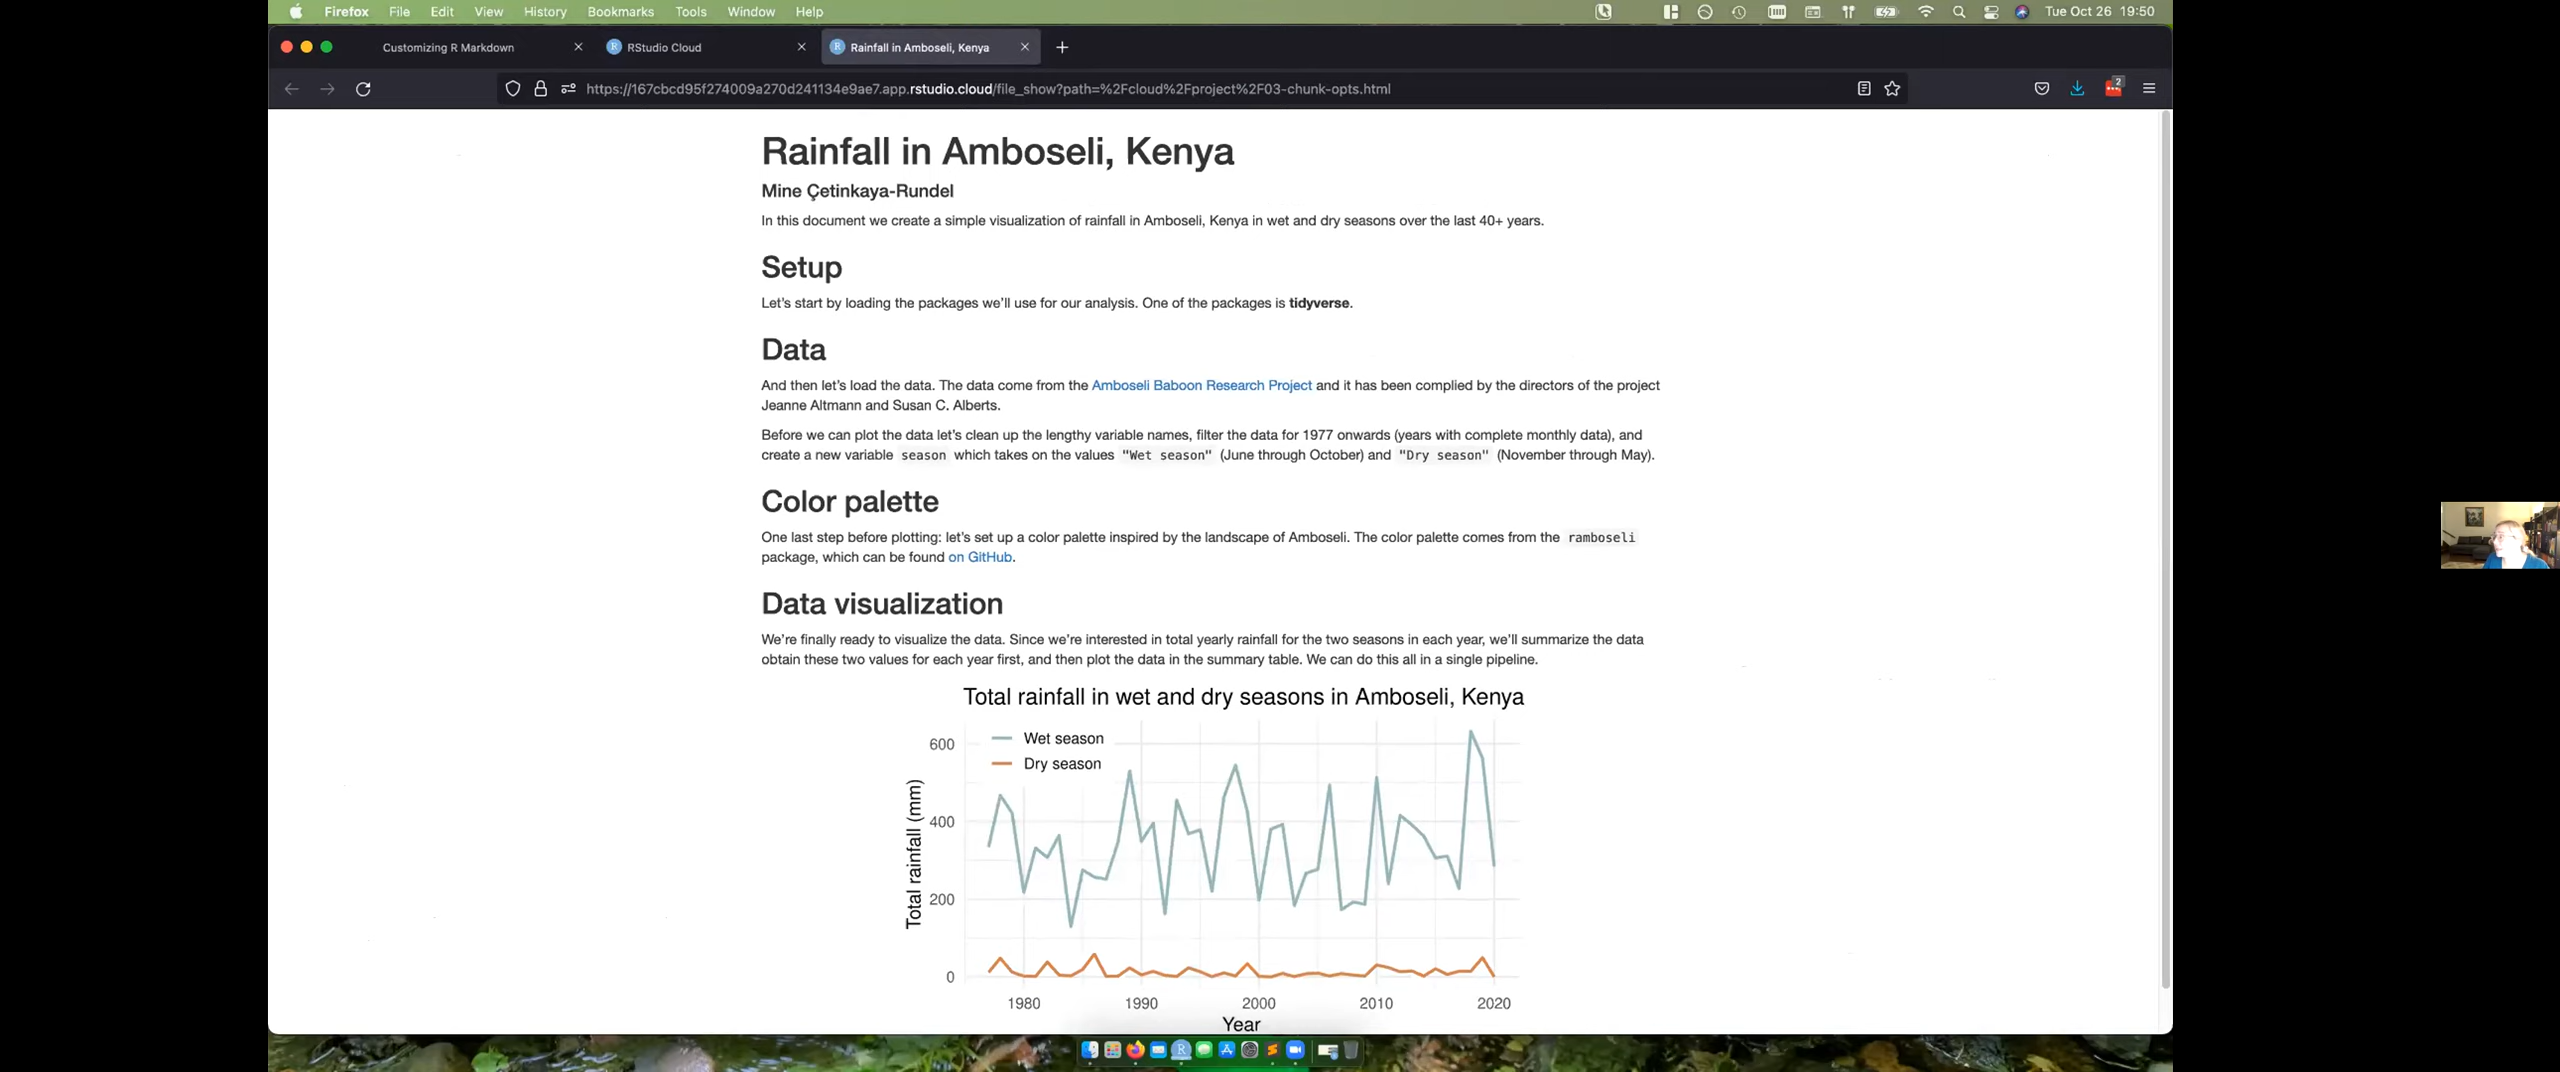 Firefox File Edit View History Bookmarks Tools Window Help Tue Oct 26 19:50
Customizing R Markdown RStudio Cloud Rainfall in Amboseli, Kenya
https://167cbcd95f274009a270d241134e9ae7.app.rstudio.cloud/file_show?path=%2Fcloud%2Fproject%2F03-chunk-opts.html 2
Rainfall in Amboseli, Kenya
Mine Çetinkaya-Rundel
In this document we create a simple visualization of rainfall in Amboseli, Kenya in wet and dry seasons over the last 40+ years.
Setup
Let's start by loading the packages we'll use for our analysis. One of the packages is tidyverse.
Data
And then let's load the data. The data come from the Amboseli Baboon Research Project and it has been complied by the directors of the project
Jeanne Altmann and Susan C. Alberts.
Before we can plot the data let's clean up the lengthy variable names, filter the data for 1977 onwards (years with complete monthly data), and
create a new variable season which takes on the values "Wet season" (June through October) and "Dry season" (November through May).
Color palette
One last step before plotting: let's set up a color palette inspired by the landscape of Amboseli. The color palette comes from the ramboseli
package, which can be found on GitHub.
Data visualization
We're finally ready to visualize the data. Since we're interested in total yearly rainfall for the two seasons in each year, we'll summarize the data
obtain these two values for each year first, and then plot the data in the summary table. We can do this all in a single pipeline.
Total rainfall in wet and dry seasons in Amboseli, Kenya
Wet season
Dry season
600
400
200
0
Total rainfall (mm)
1980 1990 2000 2010 2020
Year